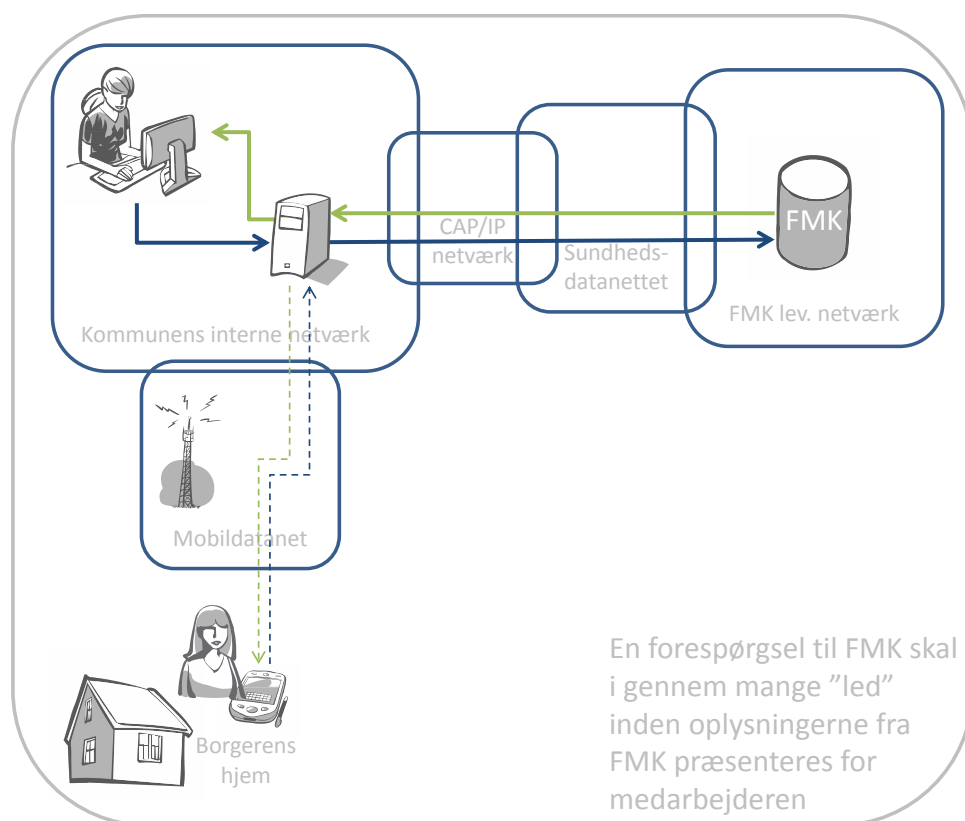 FMK
CAP/IP
netværk
Sundheds-
datanettet
FMK lev. netværk
Kommunens interne netværk
Mobildatanet
Borgerens
hjem
En forespørgsel til FMK skal
i gennem mange ”led”
inden oplysningerne fra
FMK præsenteres for
medarbejderen